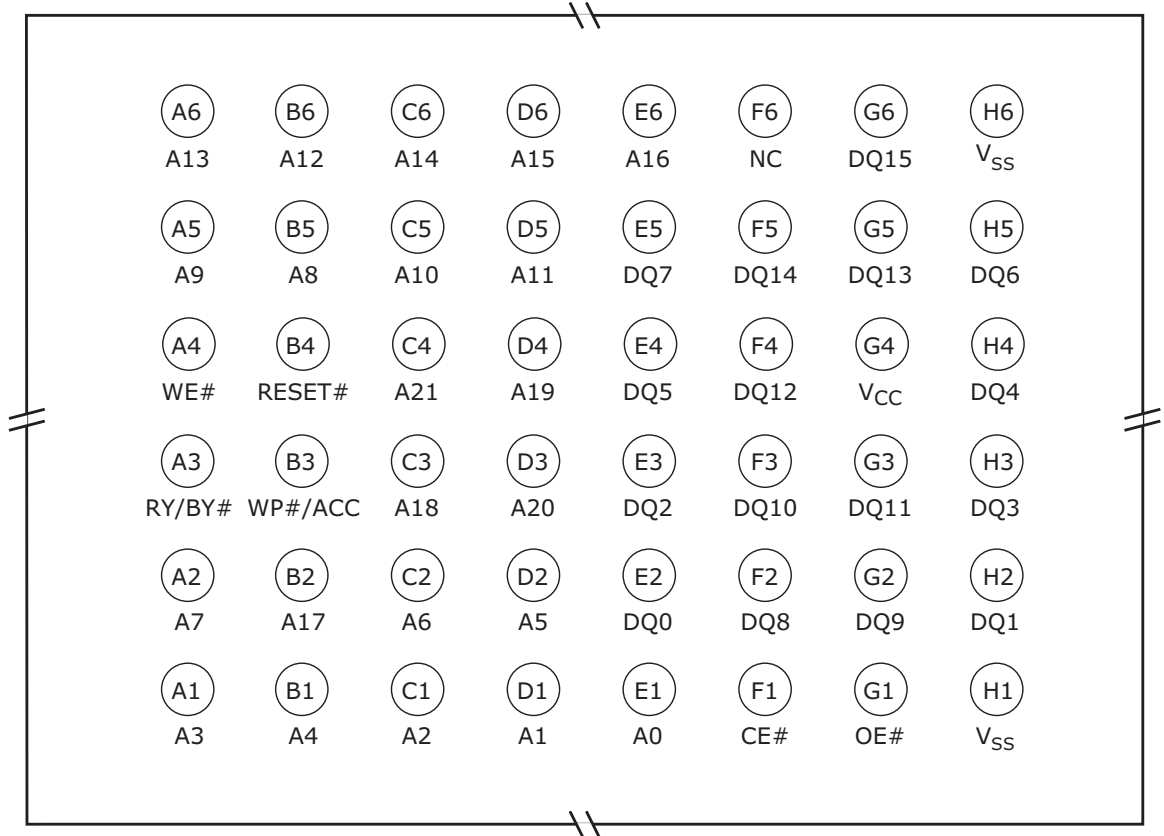 A6 B6 C6 D6 E6 F6 G6 H6
A13 A12 A14 A15 A16 NC DQ15 VSS
A5 B5 C5 D5 E5 F5 G5 H5
A9 A8 A10 A11 DQ7 DQ14 DQ13 DQ6
A4 B4 C4 D4 E4 F4 G4 H4
WE# RESET# A21 A19 DQ5 DQ12 VCC DQ4
A3 B3 C3 D3 E3 F3 G3 H3
RY/BY# WP#/ACC A18 A20 DQ2 DQ10 DQ11 DQ3
A2 B2 C2 D2 E2 F2 G2 H2
A7 A17 A6 A5 DQ0 DQ8 DQ9 DQ1
A1 B1 C1 D1 E1 F1 G1 H1
A3 A4 A2 A1 A0 CE# OE# VSS